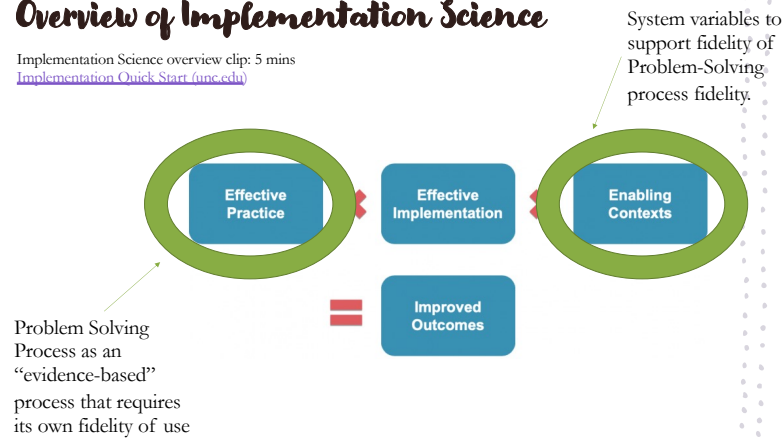 Overview of Implementation Science
Implementation Science overview clip: 5 mins
Implementation Quick Start (unc.edu)
System variables to
support fidelity of
Problem-Solving
process fidelity.
Effective
Practice
Effective
Implementation
Enabling
Contexts
=
Improved
Outcomes
Problem Solving
Process as an
“evidence-based”
process that requires
its own fidelity of use